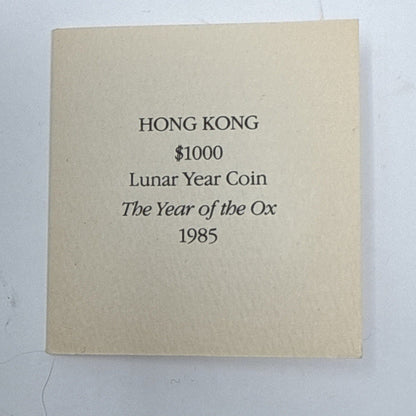 HONG KONG
$1000
Lunar Year Coin
The Year of the Ox
1985